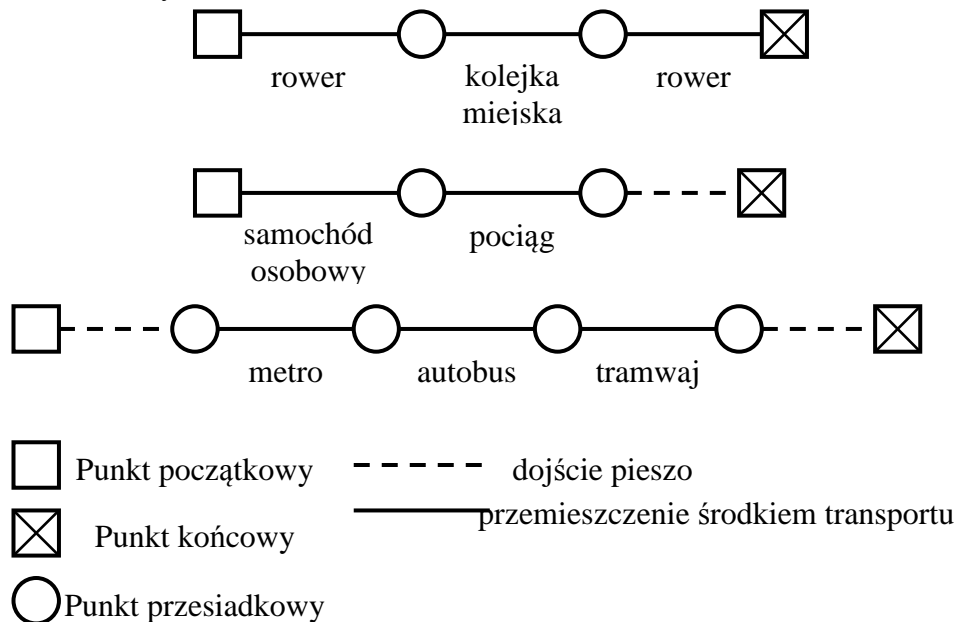 rower kolejka rower
miejska
samochód pociąg
osobowy
metro autobus tramwaj
Punkt początkowy dojście pieszo
przemieszczenie środkiem transportu
Punkt końcowy
Punkt przesiadkowy